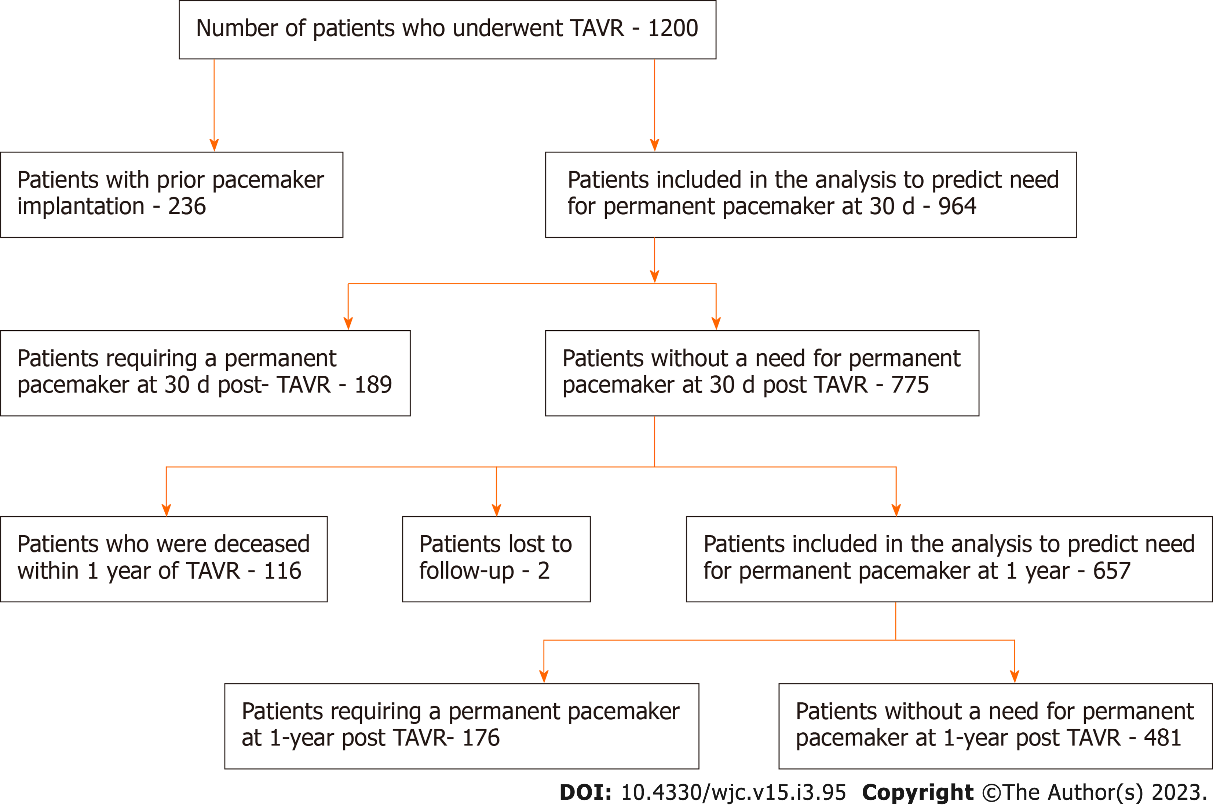 Number of patients who underwent TAVR - 1200
Patients with prior pacemaker
implantation - 236
Patients included in the analysis to predict need
for permanent pacemaker at 30 d - 964
Patients requiring a permanent
pacemaker at 30 d post- TAVR - 189
Patients without a need for permanent
pacemaker at 30 d post TAVR - 775
Patients who were deceased
within 1 year of TAVR - 116
Patients lost to
follow-up - 2
Patients included in the analysis to predict need
for permanent pacemaker at 1 year - 657
Patients requiring a permanent pacemaker
at 1-year post TAVR- 176
Patients without a need for permanent
pacemaker at 1-year post TAVR - 481
DOI: 10.4330/wjc.v15.i3.95 Copyright ©The Author(s) 2023.